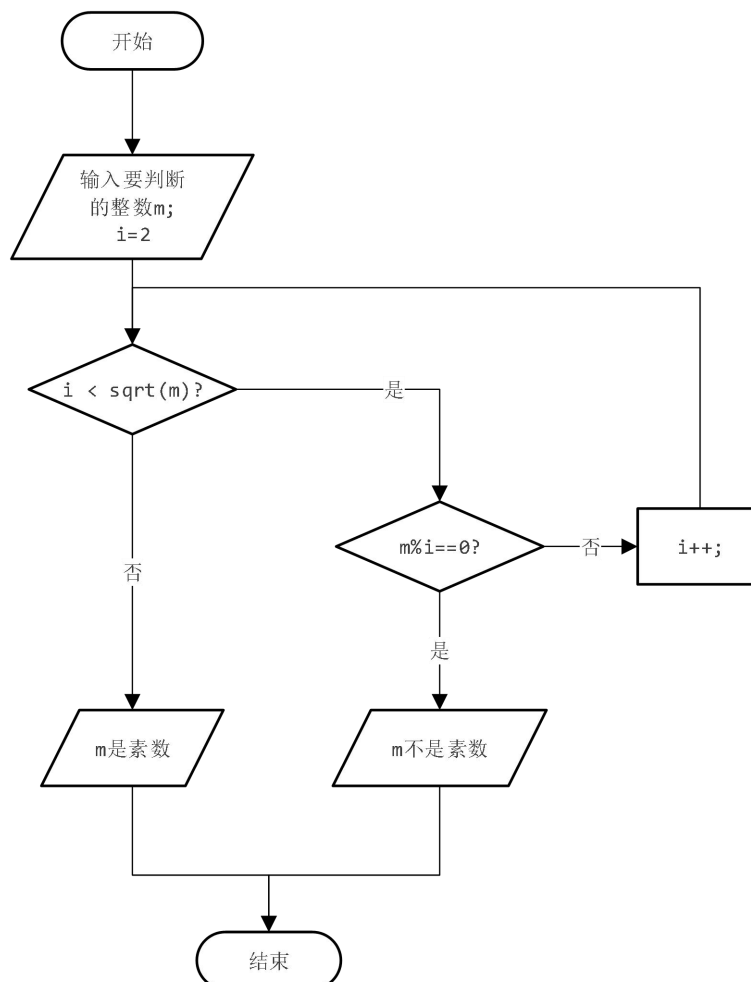 开始
输入要判断
的整数m;
i=2
i < sqrt(m)?
是
m%i==0?
否
i++;
否
是
m是素数
m不是素数
结束